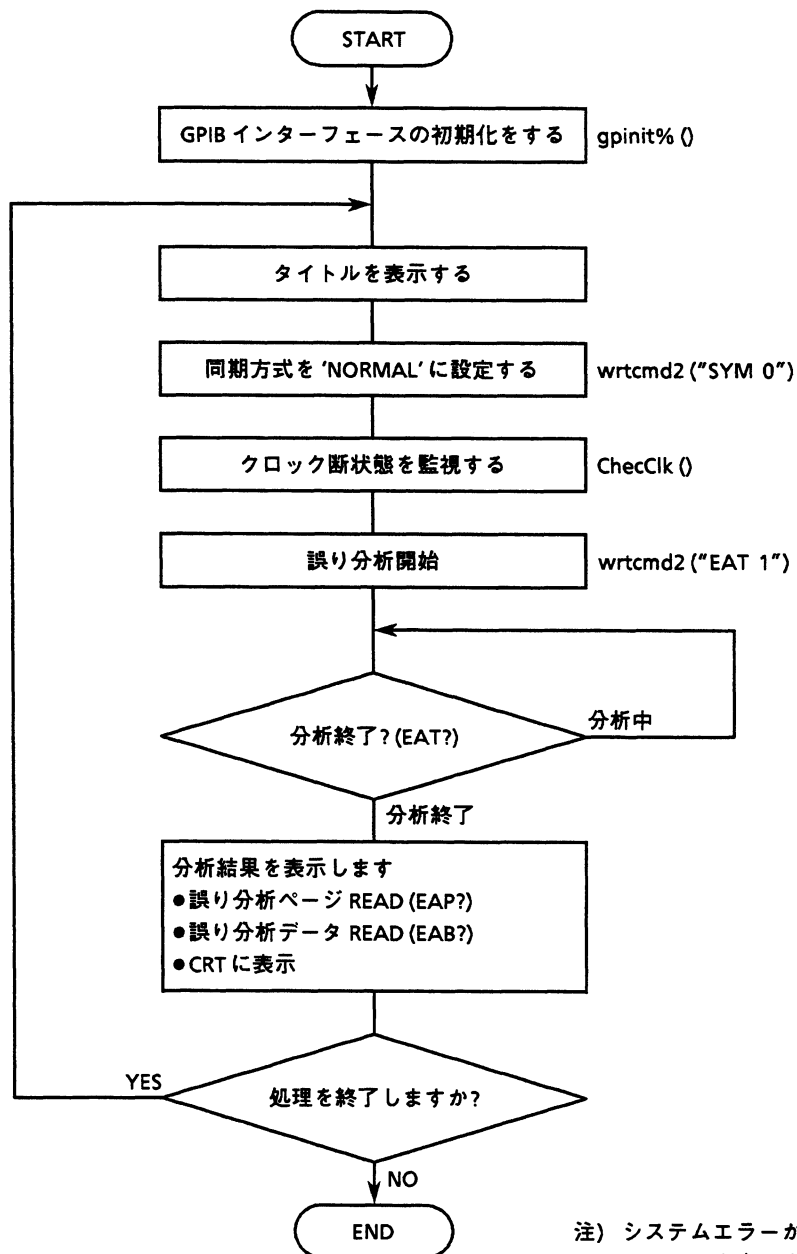 START
GPIB インターフェースの初期化をする
gpinit% ()
タイトルを表示する
同期方式を 'NORMAL' に設定する
wrtcmd2 ("SYM 0")
クロック断状態を監視する
ChecClk ()
誤り分析開始
wrtcmd2 ("EAT 1")
分析終了? (EAT?)
分析中
分析終了
分析結果を表示します
●誤り分析ページ READ (EAP?)
●誤り分析データ READ (EAB?)
●CRT に表示
YES
処理を終了しますか?
NO
END
注) システムエラーが